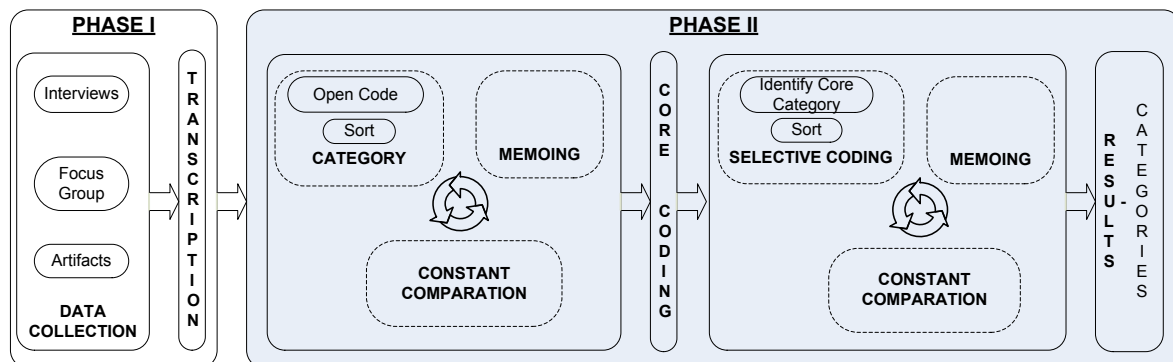 PHASE I
Interviews
Focus
Group
Artifacts
DATA
COLLECTION
TRANSCRIPTION
PHASE II
Open Code
Sort
CATEGORY
MEMOING
CONSTANT
COMPARATION
CORE CODING
Identify Core
Category
Sort
SELECTIVE CODING
MEMOING
CONSTANT
COMPARATION
RESULTS -
CATEGORIES